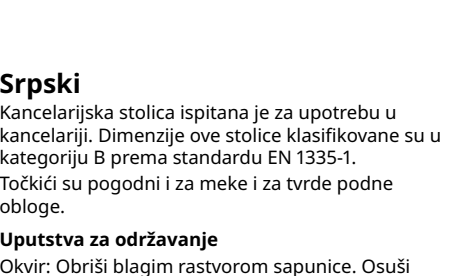 Srpski
Kancelarijska stolica ispitana je za upotrebu u
kancelariji. Dimenzije ove stolice klasifikovane su u
kategoriju B prema standardu EN 1335-1.
Točkići su pogodni i za meke i za tvrde podne
obloge.
Uputstva za održavanje
Okvir: Obriši blagim rastvorom sapunice. Osuši